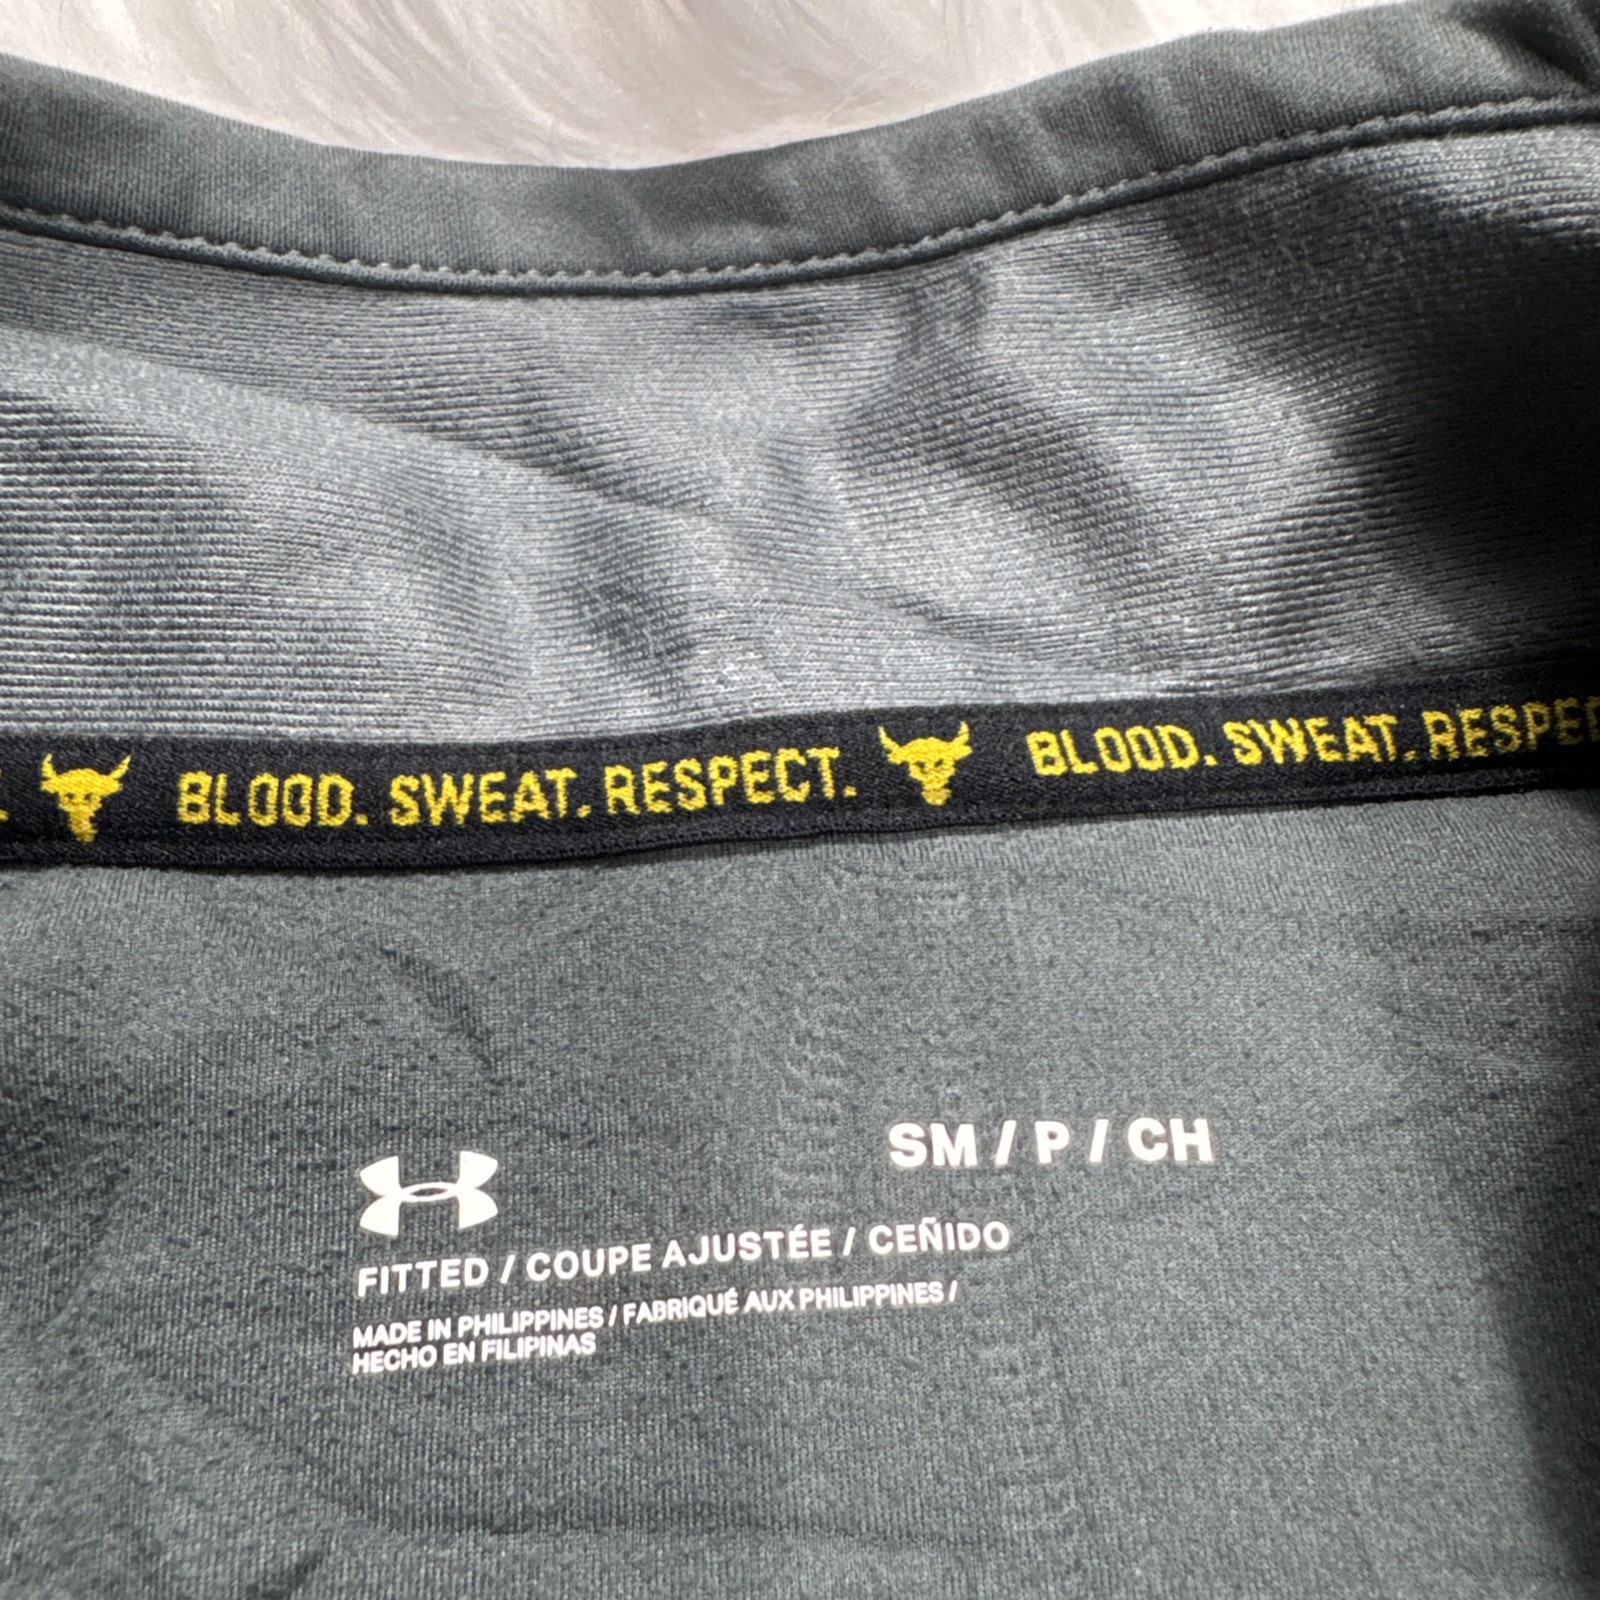 BLOOD. SWEAT. RESPECT. BLOOD. SWEAT. RESPEC
SM / P / CH
FITTED / COUPE AJUSTÉE / CEÑIDO
MADE IN PHILIPPINES / FABRIQUÉ AUX PHILIPPINES /
HECHO EN FILIPINAS